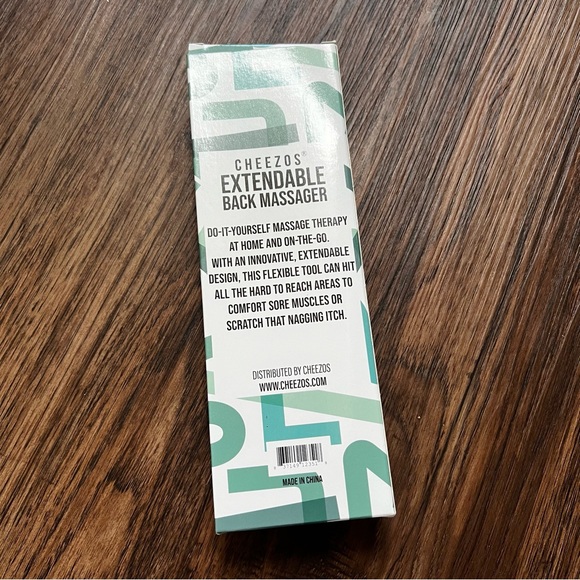 CHEEZOS®
EXTENDABLE
BACK MASSAGER
DO-IT-YOURSELF MASSAGE THERAPY
AT HOME AND ON-THE-GO.
WITH AN INNOVATIVE, EXTENDABLE
DESIGN, THIS FLEXIBLE TOOL CAN HIT
ALL THE HARD TO REACH AREAS TO
COMFORT SORE MUSCLES OR
SCRATCH THAT NAGGING ITCH.
DISTRIBUTED BY CHEEZOS
WWW.CHEEZOS.COM
MADE IN CHINA